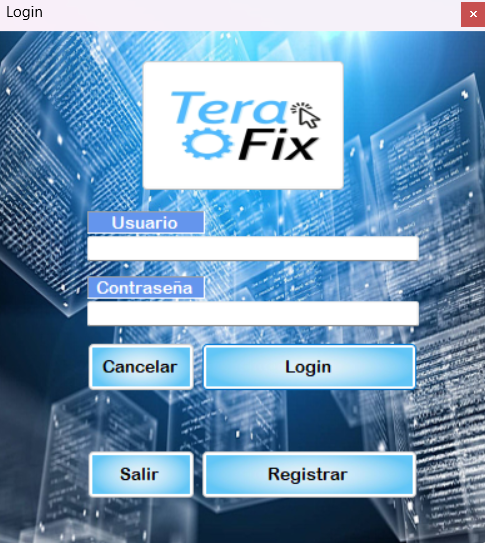 Login
Tera
Fix
Usuario
Contraseña
Cancelar Login
Salir Registrar